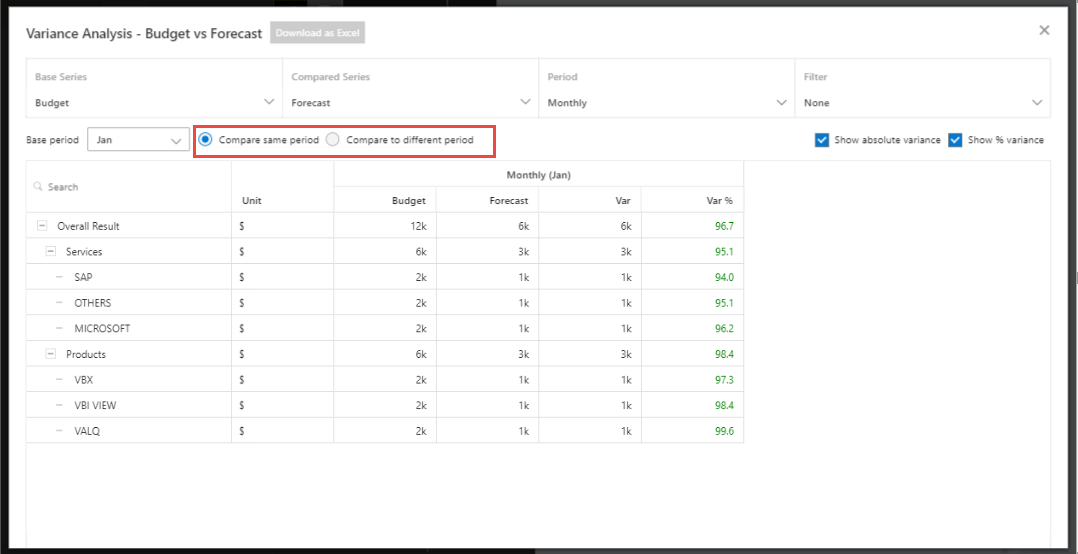 Variance Analysis - Budget vs Forecast Download as Excel
Base Series Compared Series Period Filter
Budget Forecast Monthly None
Base period Jan Compare same period Compare to different period Show absolute variance Show % variance
Monthly (Jan)
Search
Unit Budget Forecast Var Var %
Overall Result $ 12k 6k 6k 96.7
Services $ 6k 3k 3k 95.1
SAP $ 2k 1k 1k 94.0
OTHERS $ 2k 1k 1k 95.1
MICROSOFT $ 2k 1k 1k 96.2
Products $ 6k 3k 3k 98.4
VBX $ 2k 1k 1k 97.3
VBI VIEW $ 2k 1k 1k 98.4
VALQ $ 2k 1k 1k 99.6